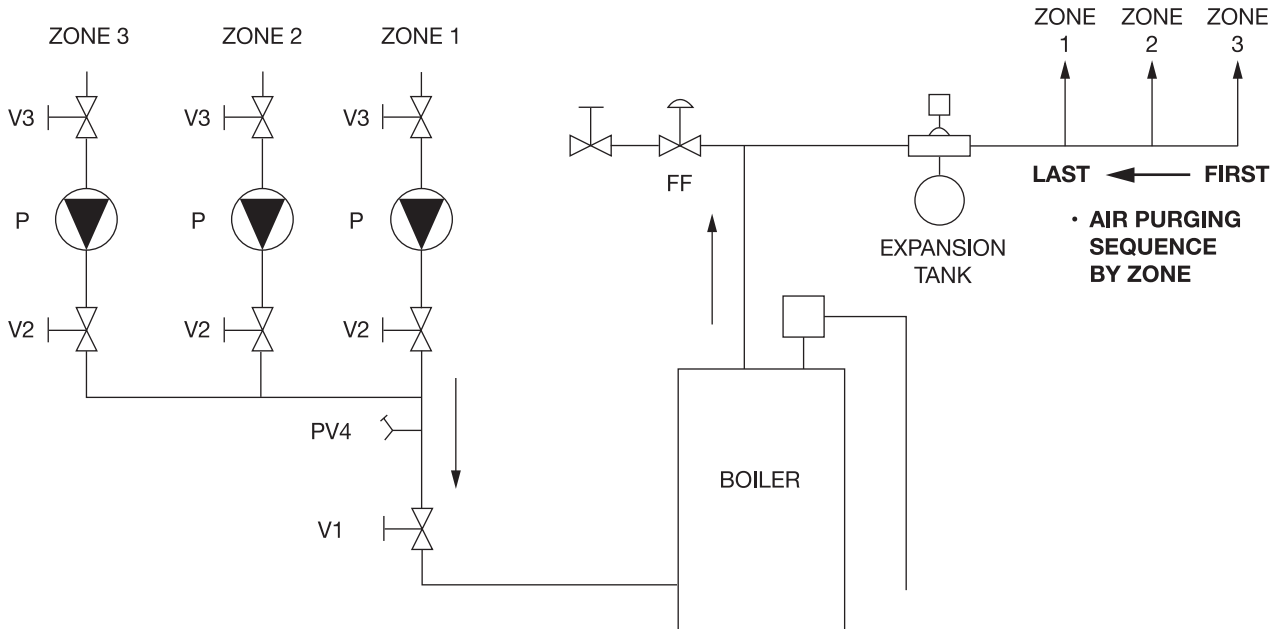 ZONE 3
ZONE 2
ZONE 1
ZONE
1
ZONE
2
ZONE
3
V3
V3
V3
FF
LAST
FIRST
P
P
P
EXPANSION
TANK
• AIR PURGING
SEQUENCE
BY ZONE
V2
V2
V2
PV4
BOILER
V1